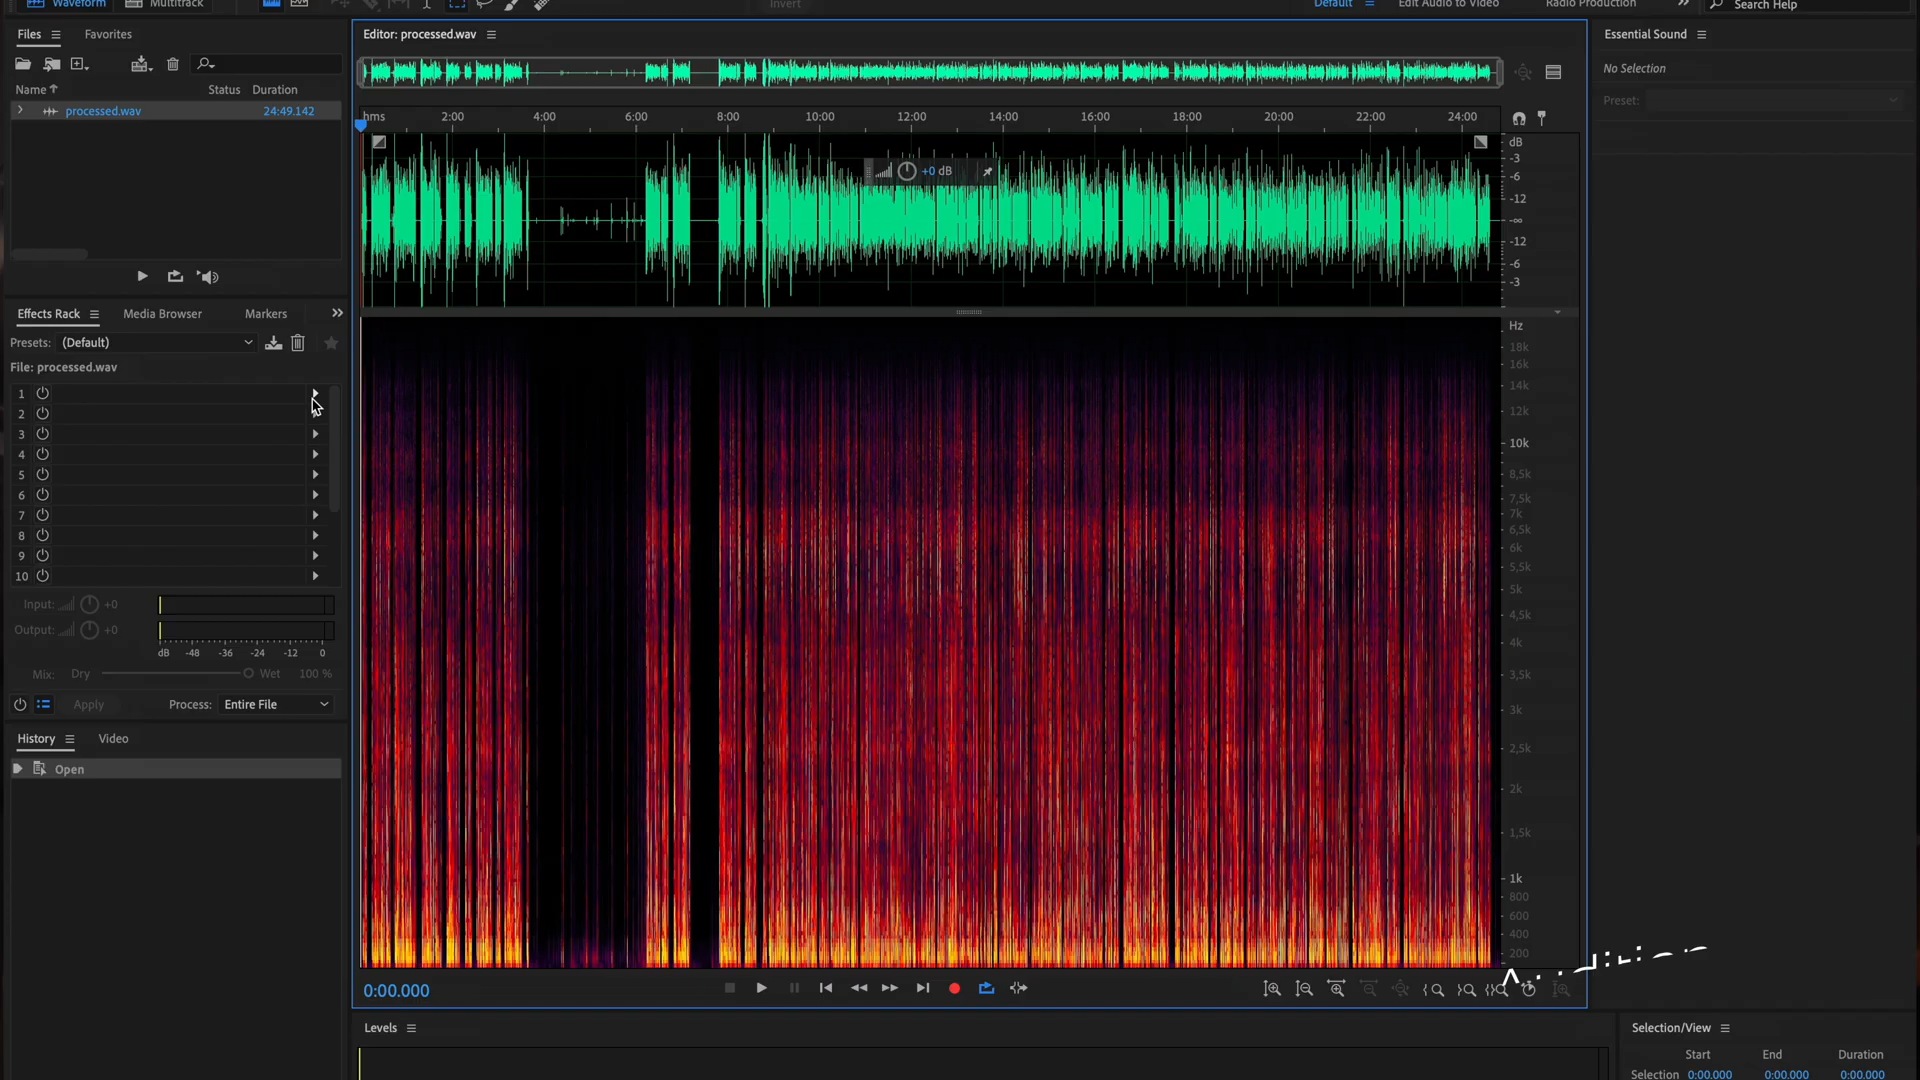 Waveform Multitrack Invert Default Edit Audio to Video Radio Production Search Help
Files Favorites
Name Status Duration
processed.wav 24:49.142
Effects Rack Media Browser Markers
Presets: (Default)
File: processed.wav
1
2
3
4
5
6
7
8
9
10
Input: +0
Output: +0
dB -48 -36 -24 -12 0
Mix: Dry Wet 100 %
Apply Process: Entire File
History Video
Open
Editor: processed.wav
hms 2:00 4:00 6:00 8:00 10:00 12:00 14:00 16:00 18:00 20:00 22:00 24:00
+0 dB
dB
-3
-6
-12
-∞
-12
-6
-3
Hz
18k
16k
14k
12k
10k
8,5k
7,5k
7k
6,5k
6k
5,5k
5k
4,5k
4k
3,5k
3k
2,5k
2k
1,5k
1k
800
600
400
200
0:00.000
Levels
Essential Sound
No Selection
Preset:
Selection/View
Start End Duration
Selection 0:00.000 0:00.000 0:00.000